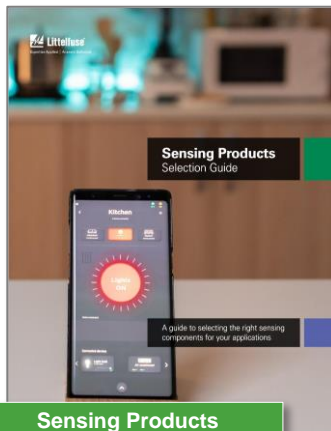 Littelfuse
Sensing Products
Selection Guide
Kitchen
Light
On
A guide to selecting the right sensing
components for your applications
Sensing Products